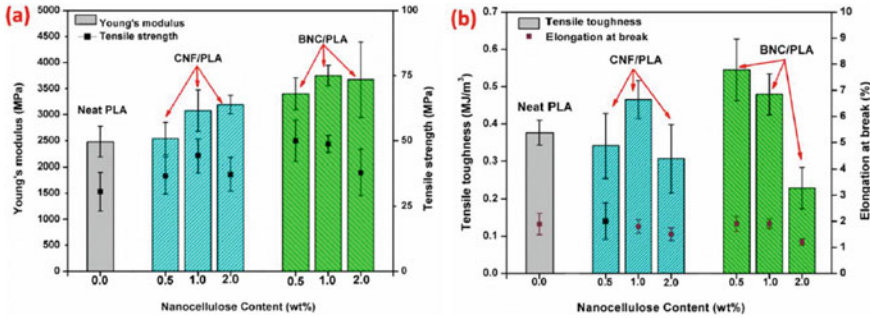 (a)
Young's modulus
Tensile strength
CNF/PLA
BNC/PLA
Neat PLA
Young's modulus (MPa)
5000
4500
4000
3500
3000
2500
2000
1500
1000
500
0
Tensile strength (MPa)
100
75
50
25
0
0.0
0.5
1.0
2.0
0.5
1.0
2.0
Nanocellulose Content (wt%)
(b)
Tensile toughness
Elongation at break
CNF/PLA
BNC/PLA
Neat PLA
Tensile toughness (MJ/m³)
0.7
0.6
0.5
0.4
0.3
0.2
0.1
0.0
Elongation at break (%)
10
9
8
7
6
5
4
3
2
1
0
0.0
0.5
1.0
2.0
0.5
1.0
2.0
Nanocellulose Content (wt%)